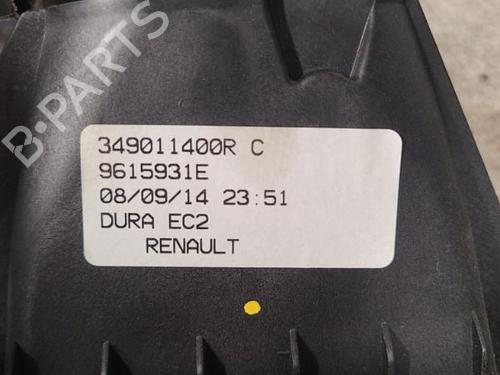 B-PARTS
349011400R C
9615931E
08/09/14 23:51
DURA EC2
RENAULT